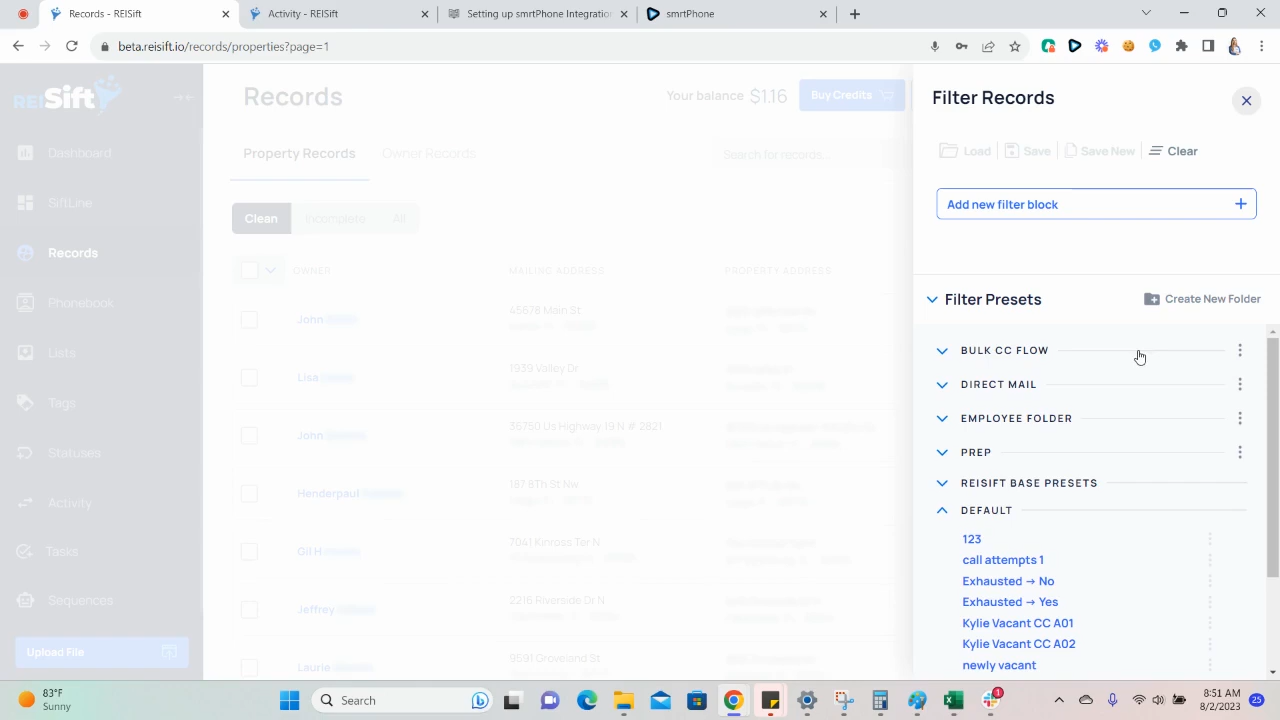 Records - REISift
Activity - REISift
Setting up smrtPhone Integration
smrtPhone
beta.reisift.io/records/properties?page=1
REISift
Dashboard
SiftLine
Records
Phonebook
Lists
Tags
Statuses
Activity
Tasks
Sequences
Upload File
Records
Your balance $1.16
Buy Credits
Property Records
Owner Records
Search for records...
Clean
Incomplete
All
OWNER
MAILING ADDRESS
PROPERTY ADDRESS
John
45678 Main St
Lisa
1939 Valley Dr
John
36750 Us Highway 19 N # 2821
Henderpaul
187 8Th St Nw
Gil H
7041 Kinross Ter N
Jeffrey
2216 Riverside Dr N
Laurie
9691 Groveland St
Filter Records
Load
Save
Save New
Clear
Add new filter block
Filter Presets
Create New Folder
BULK CC FLOW
DIRECT MAIL
EMPLOYEE FOLDER
PREP
REISIFT BASE PRESETS
DEFAULT
123
call attempts 1
Exhausted → No
Exhausted → Yes
Kylie Vacant CC A01
Kylie Vacant CC A02
newly vacant
83°F
Sunny
Search
1
8:51 AM
8/2/2023
25